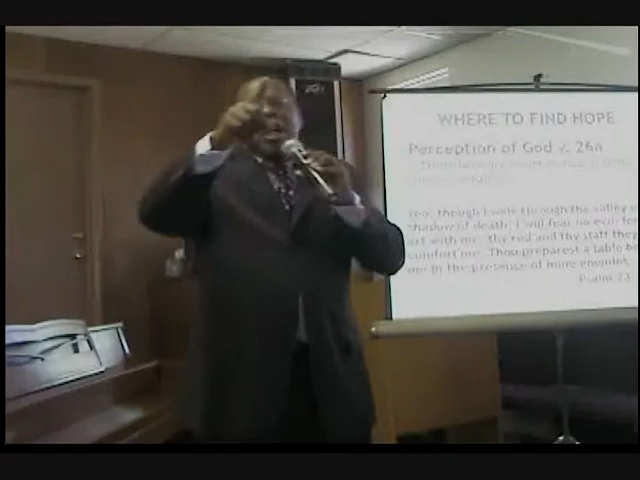 WHERE TO FIND HOPE
Perception of God v. 26a
Yea, though I walk through the valley
shadow of death, I will fear no evil: for
art with me; thy rod and thy staff they
comfort me. Thou preparest a table
me in the presence of mine enemies:
Psalm 23